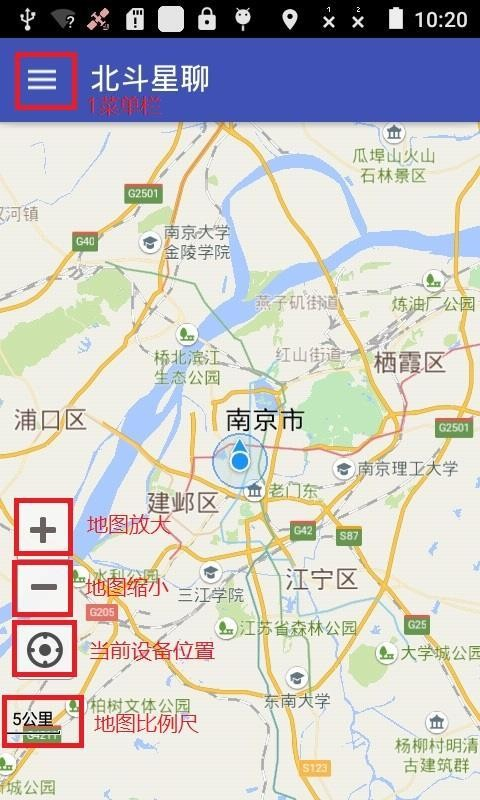 10:20
北斗星聊
1菜单栏
瓜埠山火山
石林景区
G2501
双河镇
南京大学
金陵学院
G40
燕子矶街道
炼油厂公园
桥北滨江
生态公园
红山街道
栖霞区
浦口区
南京市
G2501
南京理工大学
建邺区
老门东
地图放大
G42
S87
水利公园
地图缩小
三江学院
江宁区
G205
江苏省森林公园
G25
当前设备位置
大学城公园
东南大学
柏树文体公园
5公里
地图比例尺
杨柳村明清
古建筑群
S123
新城公园